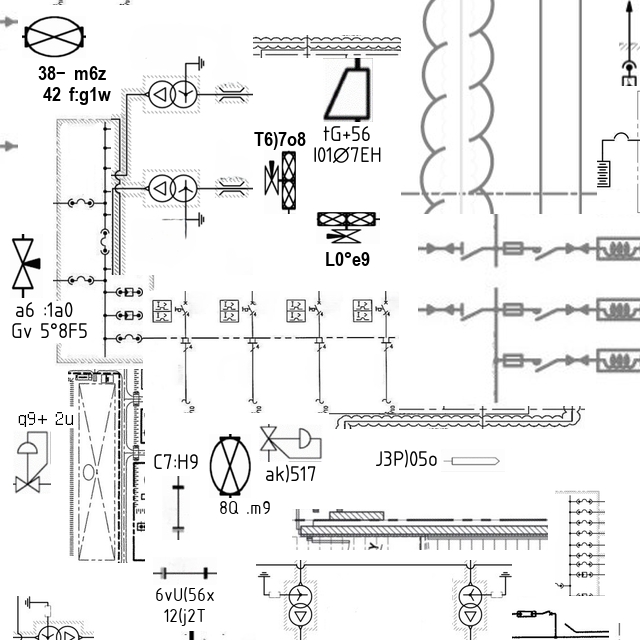 38– m6z
42 f:g1w
T6)7o8
tG+56
I01Ø7EH
L0°e9
a6 :1a0
Gv 5°8F5
q9+ 2u
C7:H9
ak)517
8Q .m9
J3P)05o
6vU(56x
12(j2T